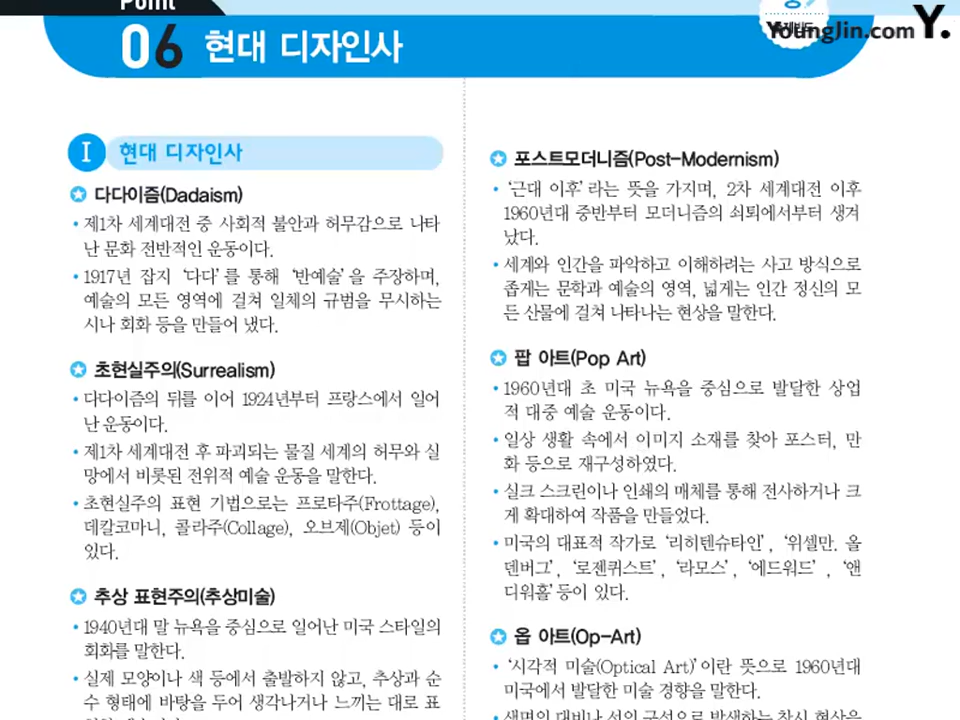 Point
06 현대 디자인사
YoungJin.com Y.
I 현대 디자인사
다다이즘(Dadaism)
• 제1차 세계대전 중 사회적 불안과 허무감으로 나타
난 문화 전반적인 운동이다.
• 1917년 잡지 ‘다다’를 통해 ‘반예술’을 주장하며,
예술의 모든 영역에 걸쳐 일체의 규범을 무시하는
시나 회화 등을 만들어 냈다.
초현실주의(Surrealism)
• 다다이즘의 뒤를 이어 1924년부터 프랑스에서 일어
난 운동이다.
• 제1차 세계대전 후 파괴되는 물질 세계의 허무와 실
망에서 비롯된 전위적 예술 운동을 말한다.
• 초현실주의 표현 기법으로는 프로타주(Frottage),
데칼코마니, 콜라주(Collage), 오브제(Objet) 등이
있다.
추상 표현주의(추상미술)
• 1940년대 말 뉴욕을 중심으로 일어난 미국 스타일의
회화를 말한다.
• 실제 모양이나 색 등에서 출발하지 않고, 추상과 순
수 형태에 바탕을 두어 생각나거나 느끼는 대로 표
포스트모더니즘(Post-Modernism)
• ‘근대 이후’라는 뜻을 가지며, 2차 세계대전 이후
1960년대 중반부터 모더니즘의 쇠퇴에서부터 생겨
났다.
• 세계와 인간을 파악하고 이해하려는 사고 방식으로
좁게는 문학과 예술의 영역, 넓게는 인간 정신의 모
든 산물에 걸쳐 나타나는 현상을 말한다.
팝 아트(Pop Art)
• 1960년대 초 미국 뉴욕을 중심으로 발달한 상업
적 대중 예술 운동이다.
• 일상 생활 속에서 이미지 소재를 찾아 포스터, 만
화 등으로 재구성하였다.
• 실크 스크린이나 인쇄의 매체를 통해 전사하거나 크
게 확대하여 작품을 만들었다.
• 미국의 대표적 작가로 ‘리히텐슈타인’, ‘위셀만. 올
덴버그’, ‘로젠퀴스트’, ‘라모스’, ‘에드워드’, ‘앤
디워홀’ 등이 있다.
옵 아트(Op-Art)
• ‘시각적 미술(Optical Art)’이란 뜻으로 1960년대
미국에서 발달한 미술 경향을 말한다.